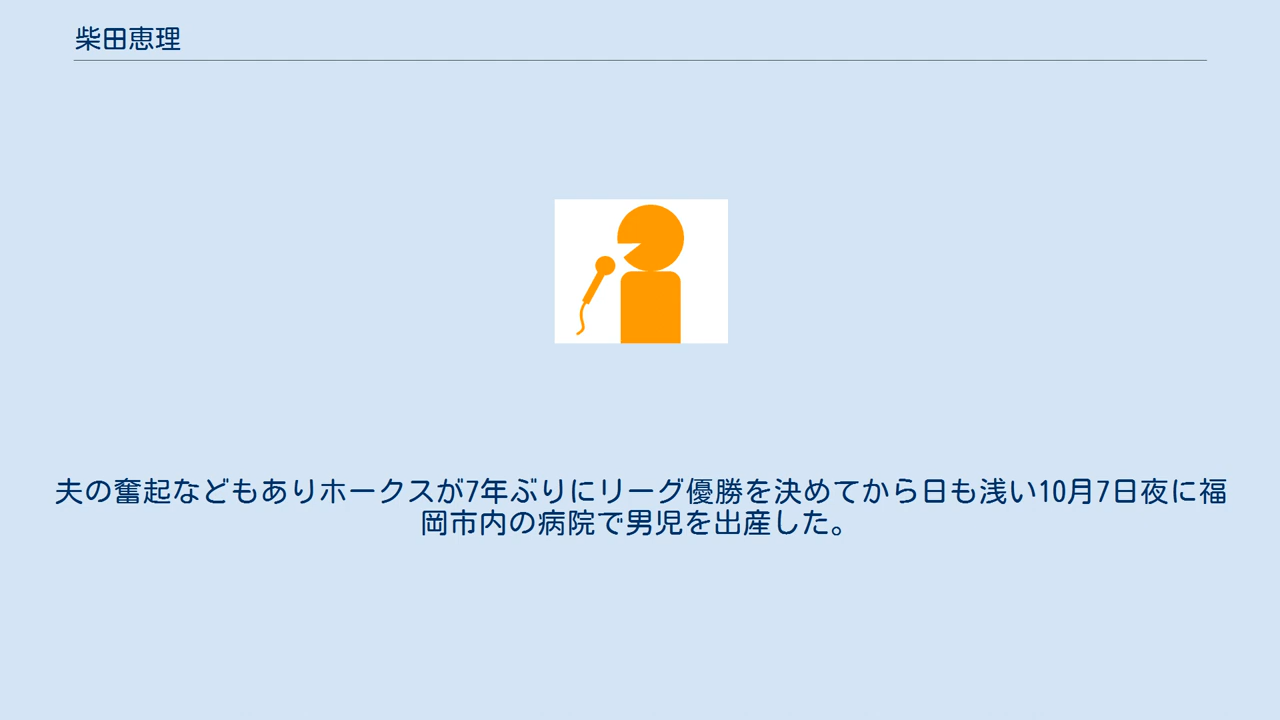 柴田恵理
夫の奮起などもありホークスが7年ぶりにリーグ優勝を決めてから日も浅い10月7日夜に福
岡市内の病院で男児を出産した。